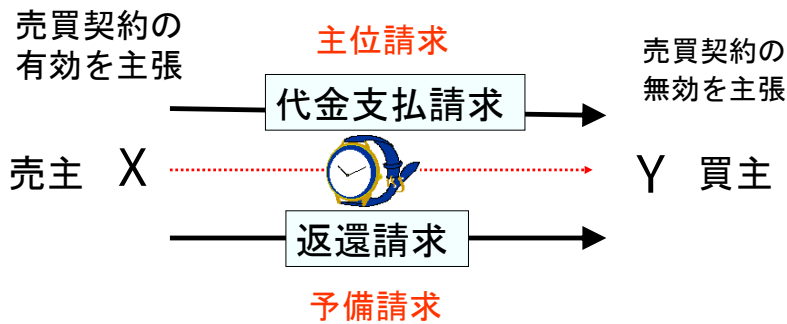 売買契約の
有効を主張
主位請求
売買契約の
無効を主張
代金支払請求
売主 X
Y 買主
返還請求
予備請求